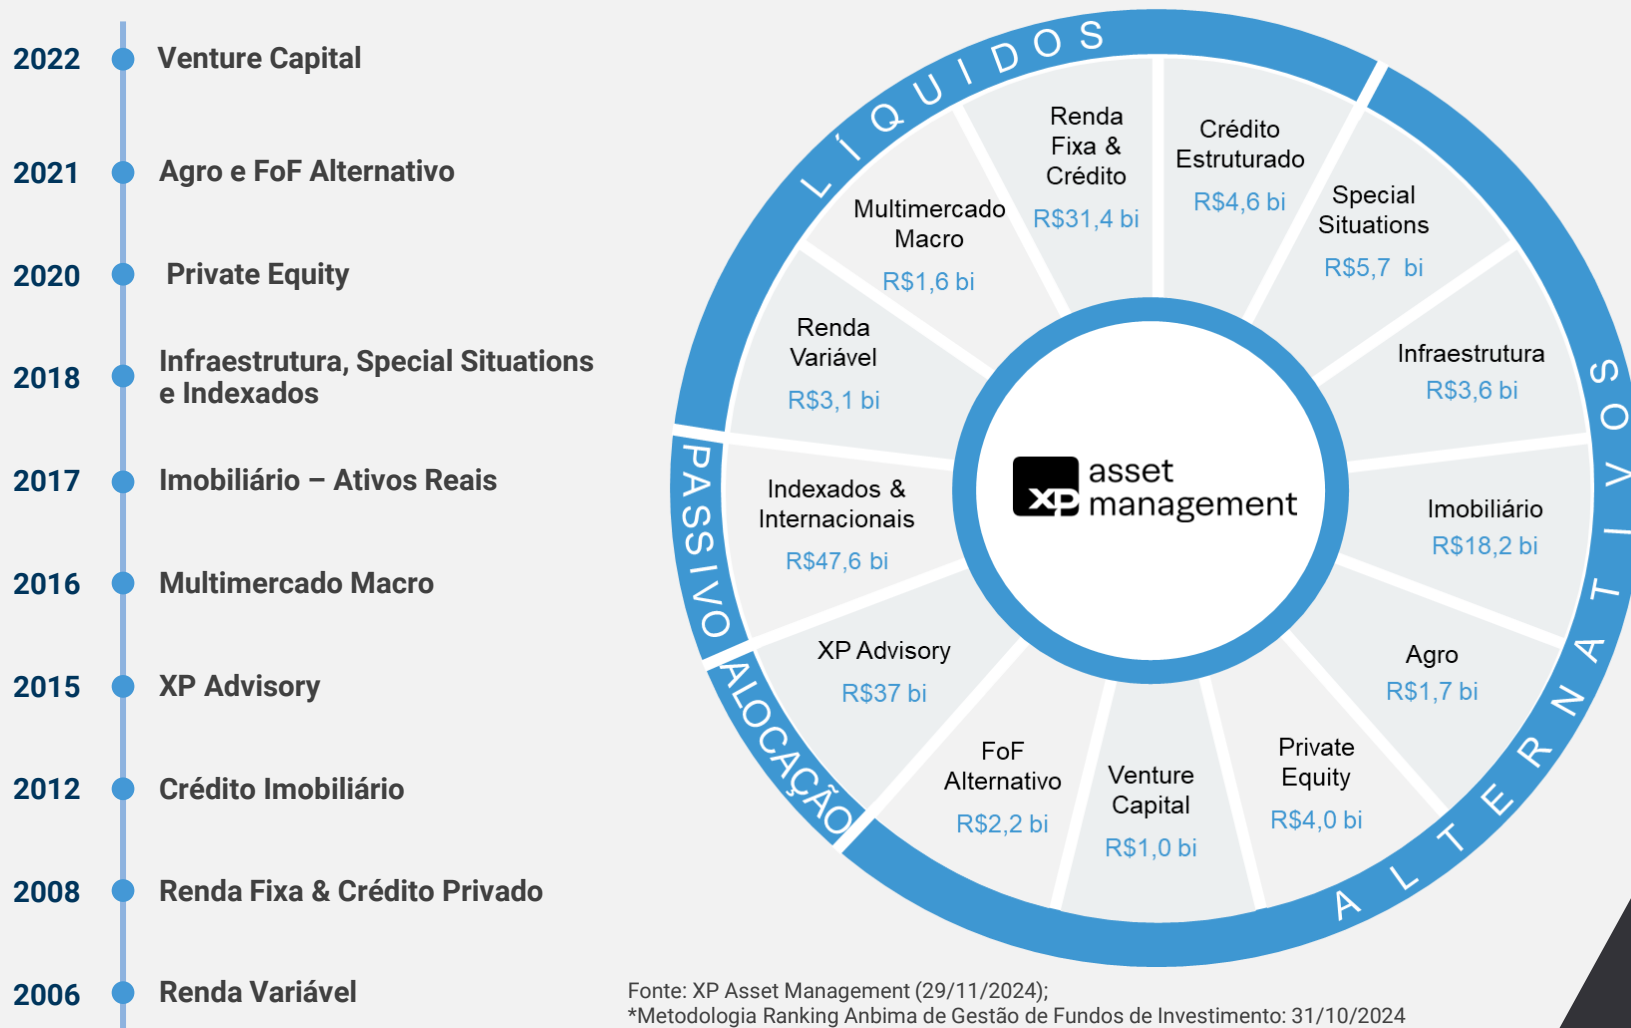 2022
Venture Capital
2021
Agro e FoF Alternativo
2020
Private Equity
2018
Infraestrutura, Special Situations
e Indexados
2017
Imobiliário – Ativos Reais
2016
Multimercado Macro
2015
XP Advisory
2012
Crédito Imobiliário
2008
Renda Fixa & Crédito Privado
2006
Renda Variável
LÍQUIDOS
Renda
Variável
R$3,1 bi
Multimercado
Macro
R$1,6 bi
Renda
Fixa &
Crédito
R$31,4 bi
Crédito
Estruturado
R$4,6 bi
ALTERNATIVOS
Special
Situations
R$5,7 bi
Infraestrutura
R$3,6 bi
Imobiliário
R$18,2 bi
Agro
R$1,7 bi
Private
Equity
R$4,0 bi
Venture
Capital
R$1,0 bi
FoF
Alternativo
R$2,2 bi
ALOCAÇÃO
XP Advisory
R$37 bi
PASSIVO
Indexados &
Internacionais
R$47,6 bi
XP asset
management
Fonte: XP Asset Management (29/11/2024);
*Metodologia Ranking Anbima de Gestão de Fundos de Investimento: 31/10/2024